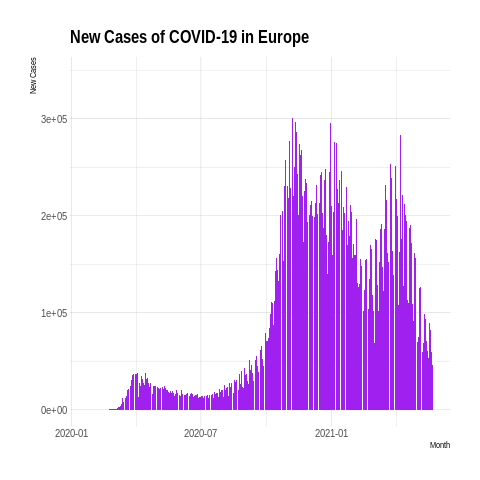 New Cases of COVID-19 in Europe
New Cases
3e+05
2e+05
1e+05
0e+00
2020-01 2020-07 2021-01
Month